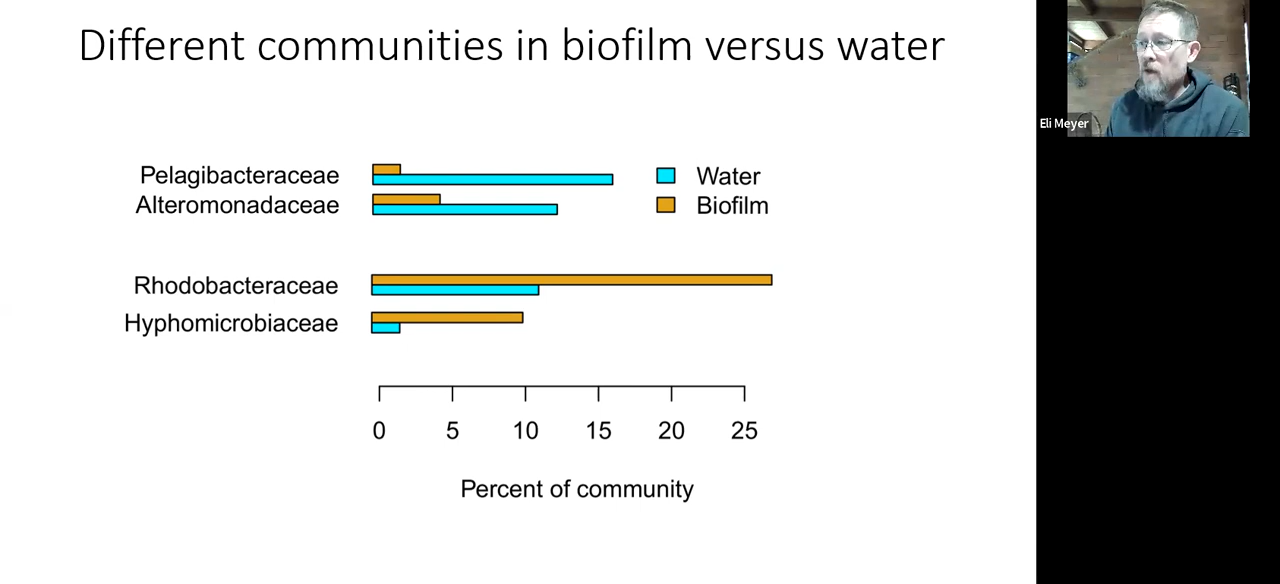 Different communities in biofilm versus water
Eli Meyer
Pelagibacteraceae
Alteromonadaceae
Water
Biofilm
Rhodobacteraceae
Hyphomicrobiaceae
0 5 10 15 20 25
Percent of community